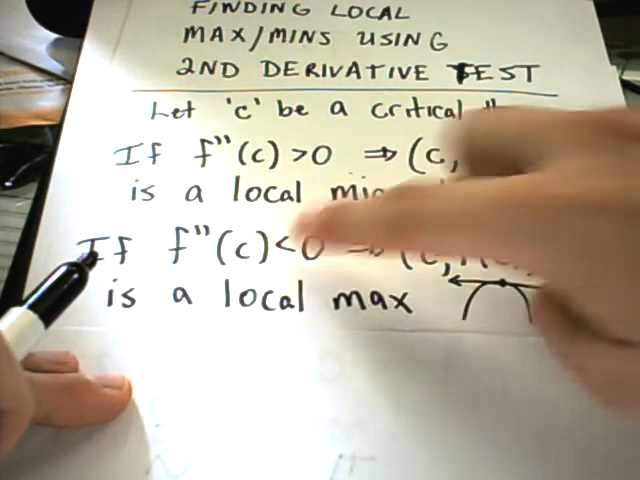 FINDING LOCAL
MAX/MINS USING
2ND DERIVATIVE TEST
Let 'c' be a critical #
If f"(c) > 0 ⇒ (c,
is a local min
If f"(c) < 0 ⇒ (c,
is a local max